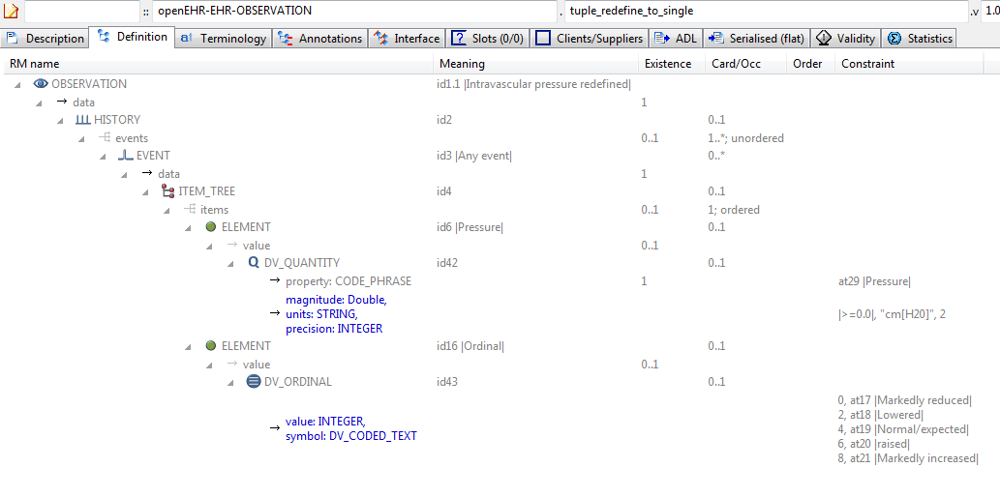 :: openEHR-EHR-OBSERVATION . tuple_redefine_to_single .v 1.0
Description Definition Terminology Annotations Interface Slots (0/0) Clients/Suppliers ADL Serialised (flat) Validity Statistics
RM name Meaning Existence Card/Occ Order Constraint
OBSERVATION id1.1 |Intravascular pressure redefined|
data 1
HISTORY id2 0..1
events 0..1 1..*; unordered
EVENT id3 |Any event| 0..*
data 1
ITEM_TREE id4 0..1
items 0..1 1; ordered
ELEMENT id6 |Pressure| 0..1
value 0..1
DV_QUANTITY id42 0..1
property: CODE_PHRASE 1 at29 |Pressure|
magnitude: Double,
units: STRING, |>=0.0|, "cm[H20]", 2
precision: INTEGER
ELEMENT id16 |Ordinal| 0..1
value 0..1
DV_ORDINAL id43 0..1
value: INTEGER,
symbol: DV_CODED_TEXT
0, at17 |Markedly reduced|
2, at18 |Lowered|
4, at19 |Normal/expected|
6, at20 |raised|
8, at21 |Markedly increased|